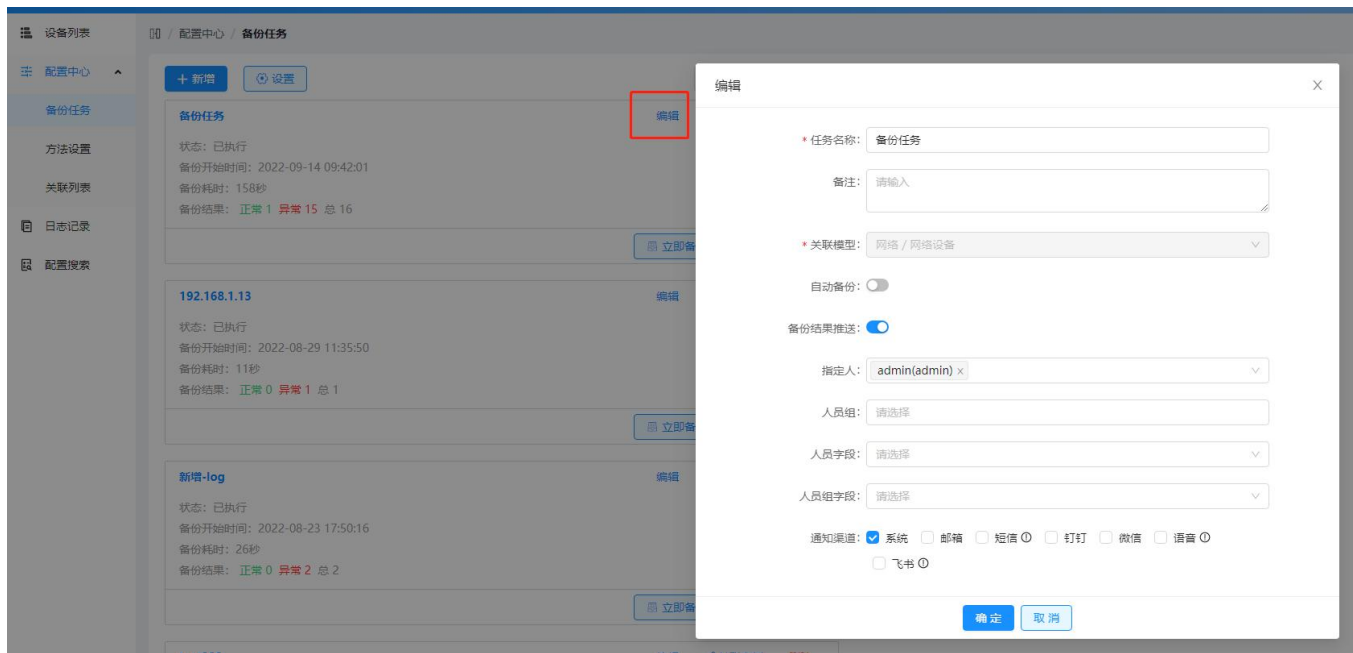 设备列表
配置中心 / 备份任务
配置中心
备份任务
方法设置
关联列表
日志记录
配置搜索
+ 新增
设置
备份任务
编辑
状态：已执行
备份开始时间：2022-09-14 09:42:01
备份耗时：158秒
备份结果： 正常 1 异常 15 总 16
立即备
192.168.1.13
编辑
状态：已执行
备份开始时间：2022-08-29 11:35:50
备份耗时：11秒
备份结果： 正常 0 异常 1 总 1
立即备
新增-log
编辑
状态：已执行
备份开始时间：2022-08-23 17:50:16
备份耗时：26秒
备份结果： 正常 0 异常 2 总 2
立即备
编辑
* 任务名称： 备份任务
备注： 请输入
* 关联模型： 网络 / 网络设备
自动备份：
备份结果推送：
指定人： admin(admin) ×
人员组： 请选择
人员字段： 请选择
人员组字段： 请选择
通知渠道： 系统 邮箱 短信 钉钉 微信 语音
飞书
确定 取消